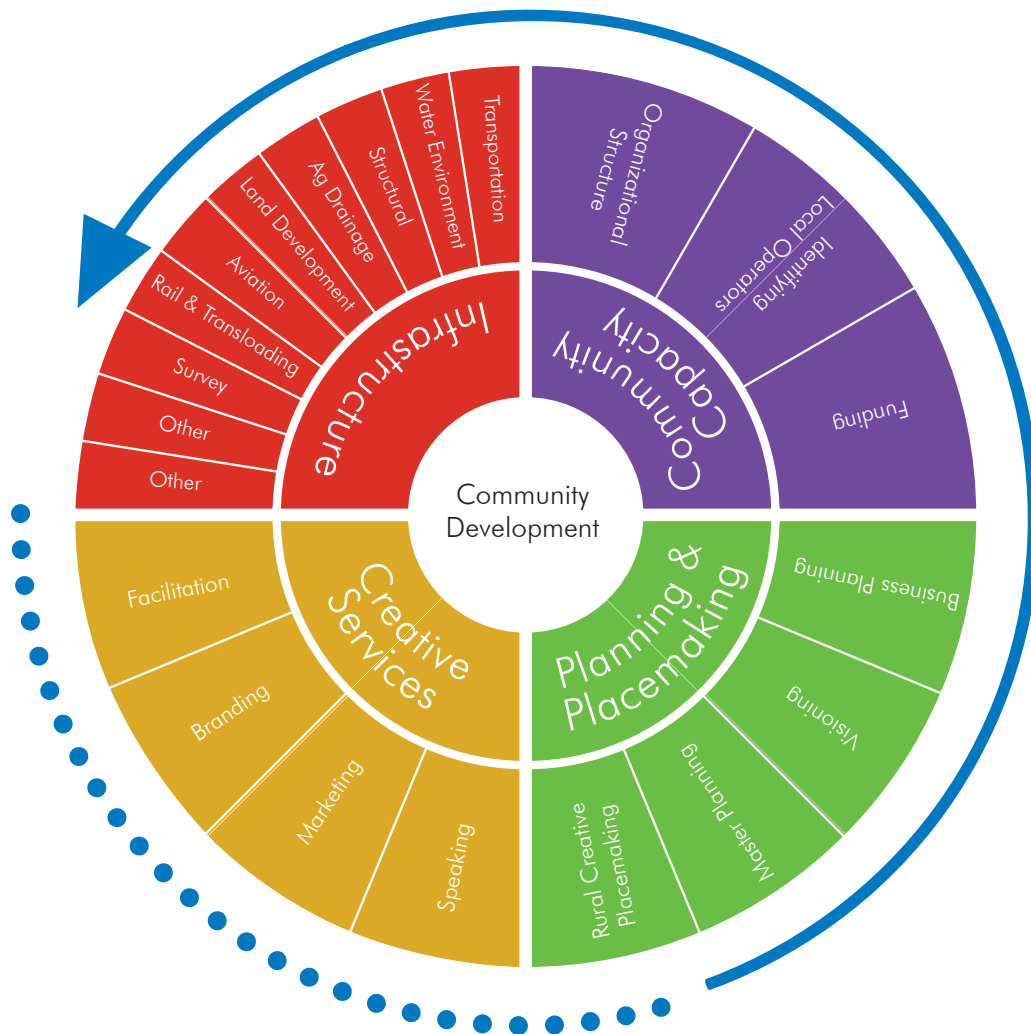 Community
Development
Infrastructure
Transportation
Water Environment
Structural
Ag Drainage
Land Development
Aviation
Rail & Transloading
Survey
Other
Other
Community
Capacity
Organizational
Structure
Identifying
Local Operators
Funding
Planning &
Placemaking
Business Planning
Visioning
Master Planning
Rural Creative
Placemaking
Creative
Services
Facilitation
Branding
Marketing
Speaking